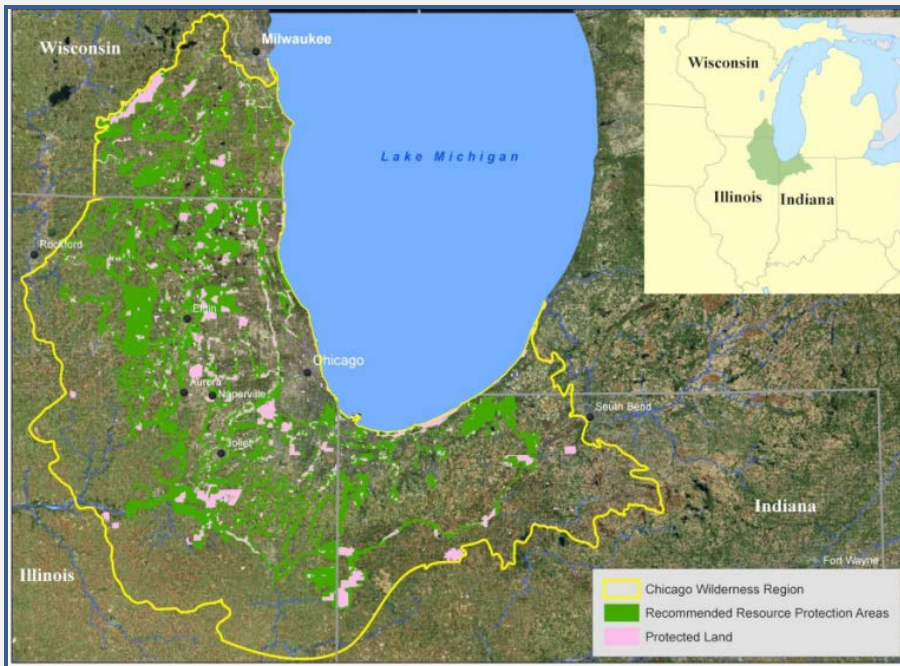 Wisconsin
Milwaukee
Lake Michigan
Rockford
Elgin
Chicago
Aurora
Naperville
Joliet
South Bend
Indiana
Fort Wayne
Illinois
Wisconsin
Illinois
Indiana
Chicago Wilderness Region
Recommended Resource Protection Areas
Protected Land